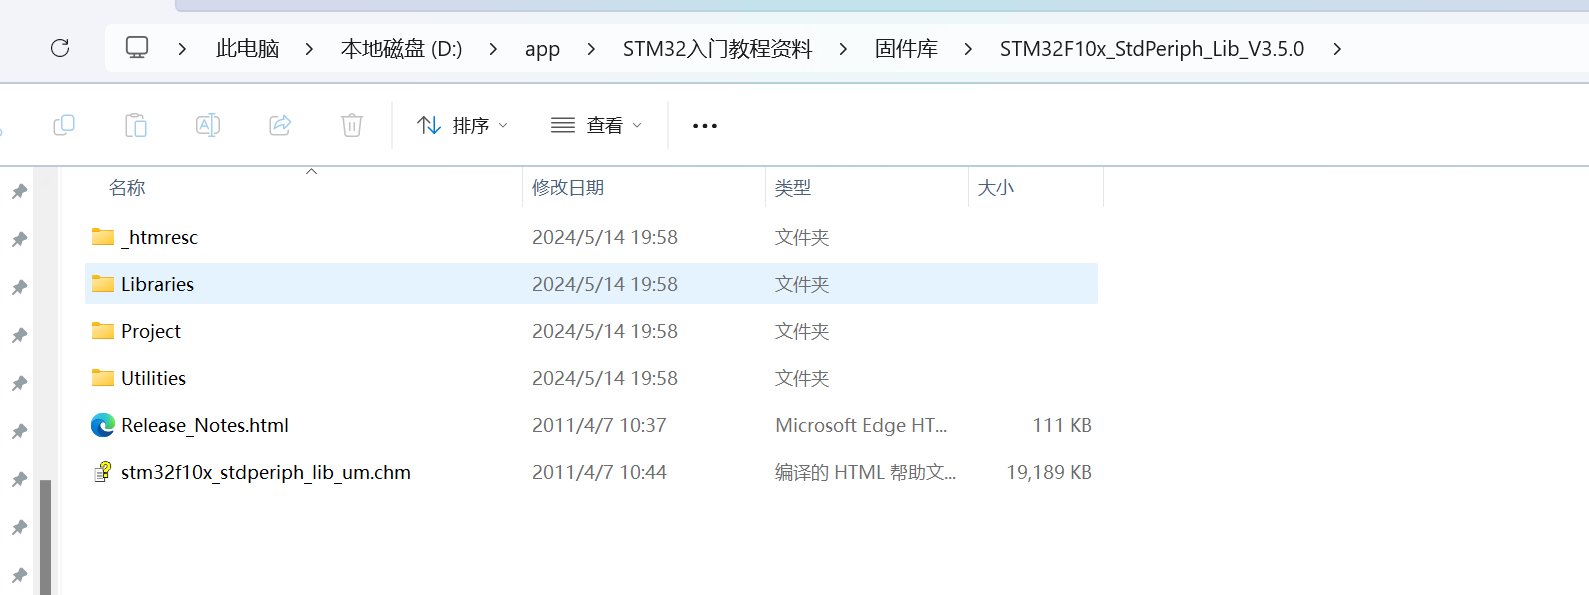 此电脑 > 本地磁盘 (D:) > app > STM32入门教程资料 > 固件库 > STM32F10x_StdPeriph_Lib_V3.5.0 >
排序 查看 •••
名称 修改日期 类型 大小
_htmresc 2024/5/14 19:58 文件夹
Libraries 2024/5/14 19:58 文件夹
Project 2024/5/14 19:58 文件夹
Utilities 2024/5/14 19:58 文件夹
Release_Notes.html 2011/4/7 10:37 Microsoft Edge HT... 111 KB
stm32f10x_stdperiph_lib_um.chm 2011/4/7 10:44 编译的 HTML 帮助文... 19,189 KB